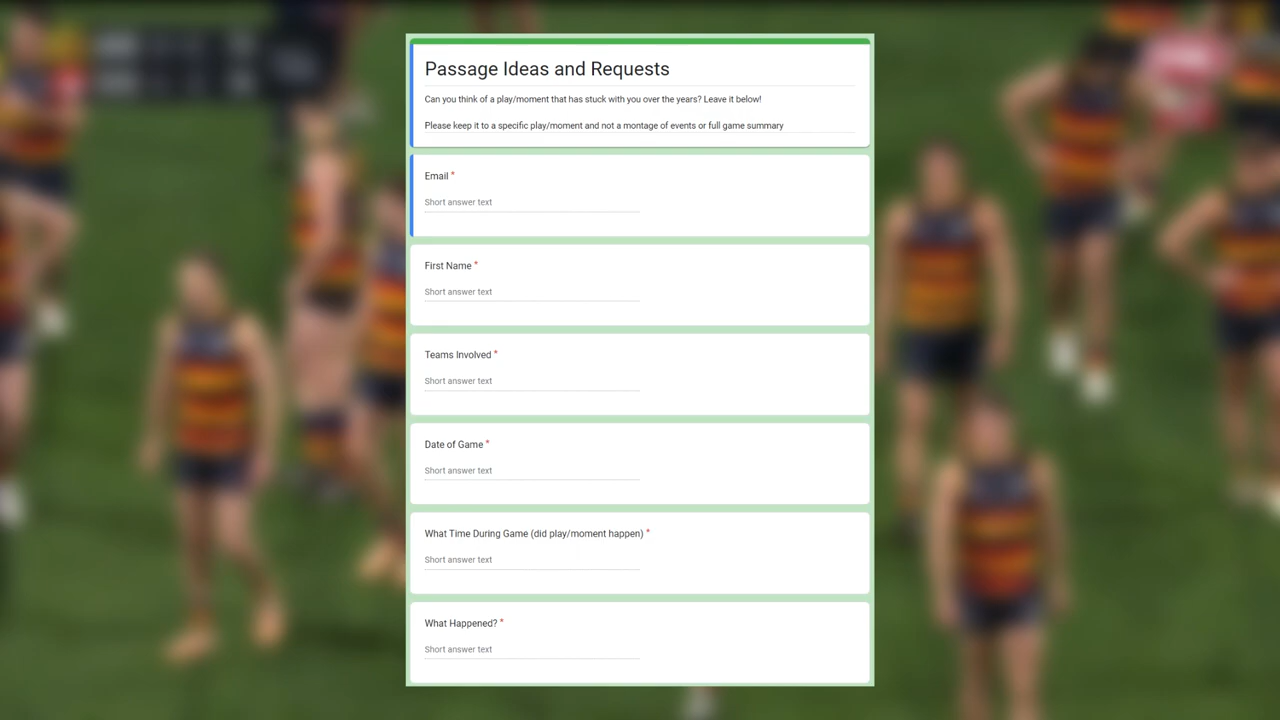 Passage Ideas and Requests
Can you think of a play/moment that has stuck with you over the years? Leave it below!
Please keep it to a specific play/moment and not a montage of events or full game summary
Email *
Short answer text
First Name *
Short answer text
Teams Involved *
Short answer text
Date of Game *
Short answer text
What Time During Game (did play/moment happen) *
Short answer text
What Happened? *
Short answer text